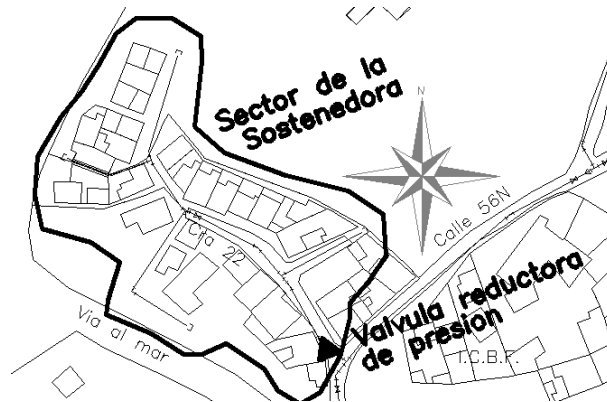 Sector de la
Sostenedora
N
Calle 56N
Cra 22
Valvula reductora
de presion
Via al mar
I.C.B.F.